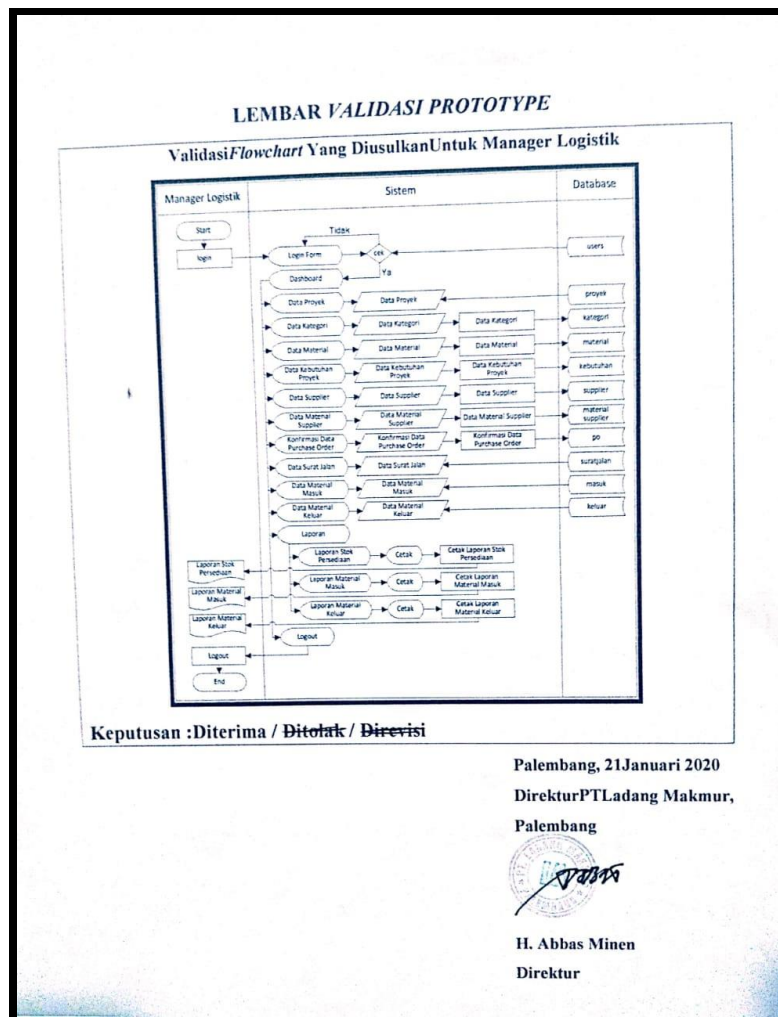 LEMBAR VALIDASI PROTOTYPE
ValidasiFlowchart Yang DiusulkanUntuk Manager Logistik
Manager Logistik Sistem Database
Start
Tidak
login Login Form cek users
Ya
Dashboard
Data Proyek Data Proyek proyek
Data Kategori Data Kategori Data Kategori kategori
Data Material Data Material Data Material material
Data Kebutuhan Proyek Data Kebutuhan Proyek Data Kebutuhan Proyek kebutuhan
Data Supplier Data Supplier Data Supplier supplier
Data Material Supplier Data Material Supplier Data Material Supplier material supplier
Konfirmasi Data Purchase Order Konfirmasi Data Purchase Order Konfirmasi Data Purchase Order po
Data Surat Jalan Data Surat Jalan suratjalan
Data Material Masuk Data Material Masuk masuk
Data Material Keluar Data Material Keluar keluar
Laporan
Laporan Stok Persediaan Cetak Cetak Laporan Stok Persediaan
Laporan Stok Persediaan
Laporan Material Masuk Cetak Cetak Laporan Material Masuk
Laporan Material Masuk
Laporan Material Keluar Cetak Cetak Laporan Material Keluar
Laporan Material Keluar
Logout
Logout
End
Keputusan :Diterima / Ditolak / Direvisi
Palembang, 21Januari 2020
DirekturPTLadang Makmur,
Palembang
H. Abbas Minen
Direktur